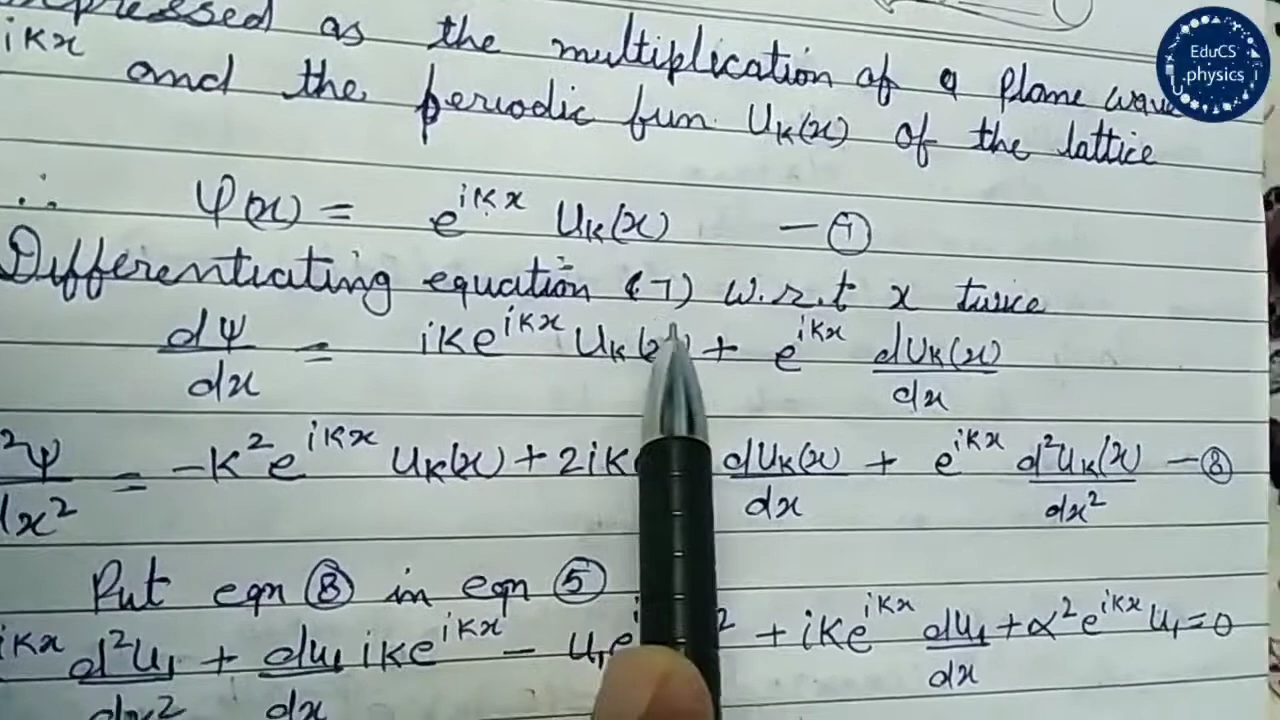 as the multiplication of a plane wave
EduCS
physics
ikx and the periodic fun. Uk(x) of the lattice
∴ ψ(x) = e^{ikx} Uk(x) — ⑦
Differentiating equation (7) w.r.t x twice
dψ/dx = ike^{ikx} Uk(x) + e^{ikx} dUk(x)/dx
²ψ/dx² = -k²e^{ikx} Uk(x) + 2ik dUk(x)/dx + e^{ikx} d²Uk(x)/dx² — ⑧
Put eqn ⑧ in eqn ⑤
ikx d²u₁/dx² + du₁/dx ike^{ikx} - u₁e ² + ike^{ikx} du₁/dx + α²e^{ikx} u₁ = 0